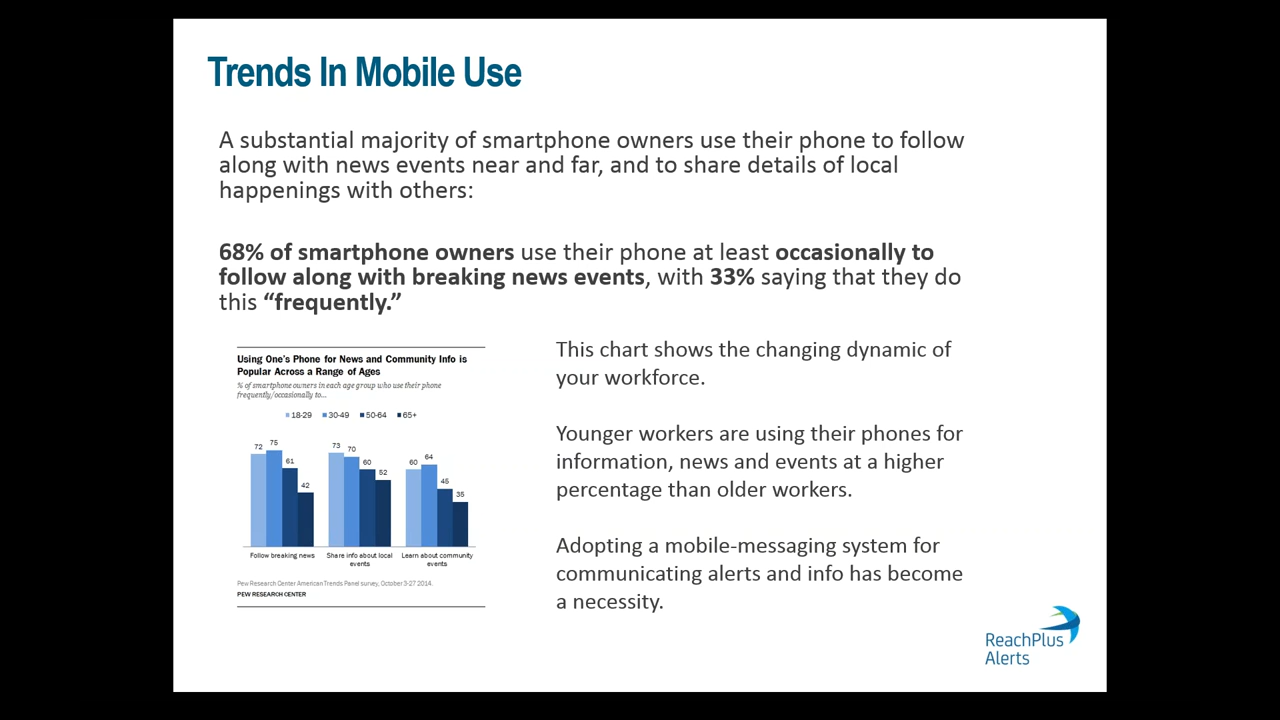 Trends In Mobile Use
A substantial majority of smartphone owners use their phone to follow
along with news events near and far, and to share details of local
happenings with others:
68% of smartphone owners use their phone at least occasionally to
follow along with breaking news events, with 33% saying that they do
this “frequently.”
Using One's Phone for News and Community Info is
Popular Across a Range of Ages
% of smartphone owners in each age group who use their phone
frequently/occasionally to...
18-29 30-49 50-64 65+
72 75 61 42
73 70 60 52
60 64 45 35
Follow breaking news
Share info about local
events
Learn about community
events
Pew Research Center American Trends Panel survey, October 3-27 2014.
PEW RESEARCH CENTER
This chart shows the changing dynamic of
your workforce.
Younger workers are using their phones for
information, news and events at a higher
percentage than older workers.
Adopting a mobile-messaging system for
communicating alerts and info has become
a necessity.
ReachPlus
Alerts